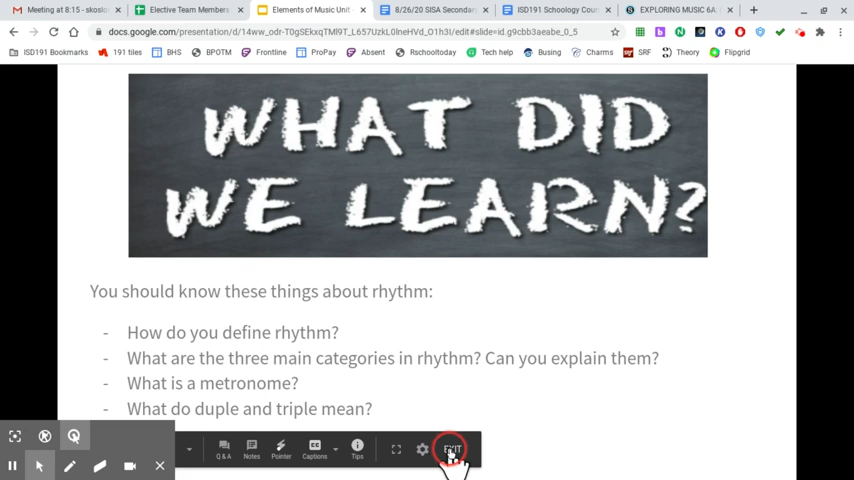 Meeting at 8:15 - skoslos
Elective Team Members
Elements of Music Unit -
8/26/20 SISA Secondary
ISD191 Schoology Cour
EXPLORING MUSIC 6A: 
docs.google.com/presentation/d/14ww_odr-T0gSEkxqTMl9T_L657UzkL0lneHVd_O1h3I/edit#slide=id.g9cbb3aeabe_0_5
ISD191 Bookmarks 191 tiles BHS BPOTM Frontline ProPay Absent Rschooltoday Tech help Busing Charms SRF Theory Flipgrid
WHAT DID
WE LEARN?
You should know these things about rhythm:
- How do you define rhythm?
- What are the three main categories in rhythm? Can you explain them?
- What is a metronome?
- What do duple and triple mean?
Q & A Notes Pointer Captions Tips EXIT